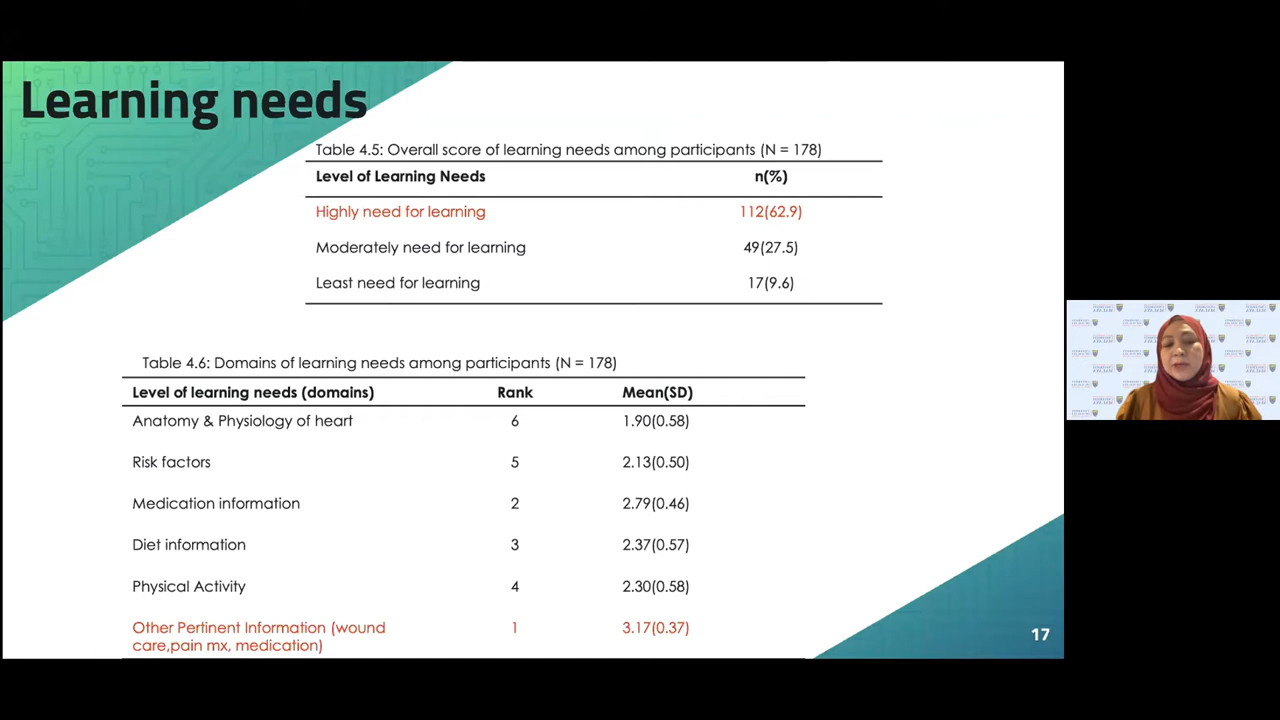 Learning needs
Table 4.5: Overall score of learning needs among participants (N = 178)
Level of Learning Needs n(%)
Highly need for learning 112(62.9)
Moderately need for learning 49(27.5)
Least need for learning 17(9.6)
Table 4.6: Domains of learning needs among participants (N = 178)
Level of learning needs (domains) Rank Mean(SD)
Anatomy & Physiology of heart 6 1.90(0.58)
Risk factors 5 2.13(0.50)
Medication information 2 2.79(0.46)
Diet information 3 2.37(0.57)
Physical Activity 4 2.30(0.58)
Other Pertinent Information (wound 1 3.17(0.37)
care,pain mx, medication)
17